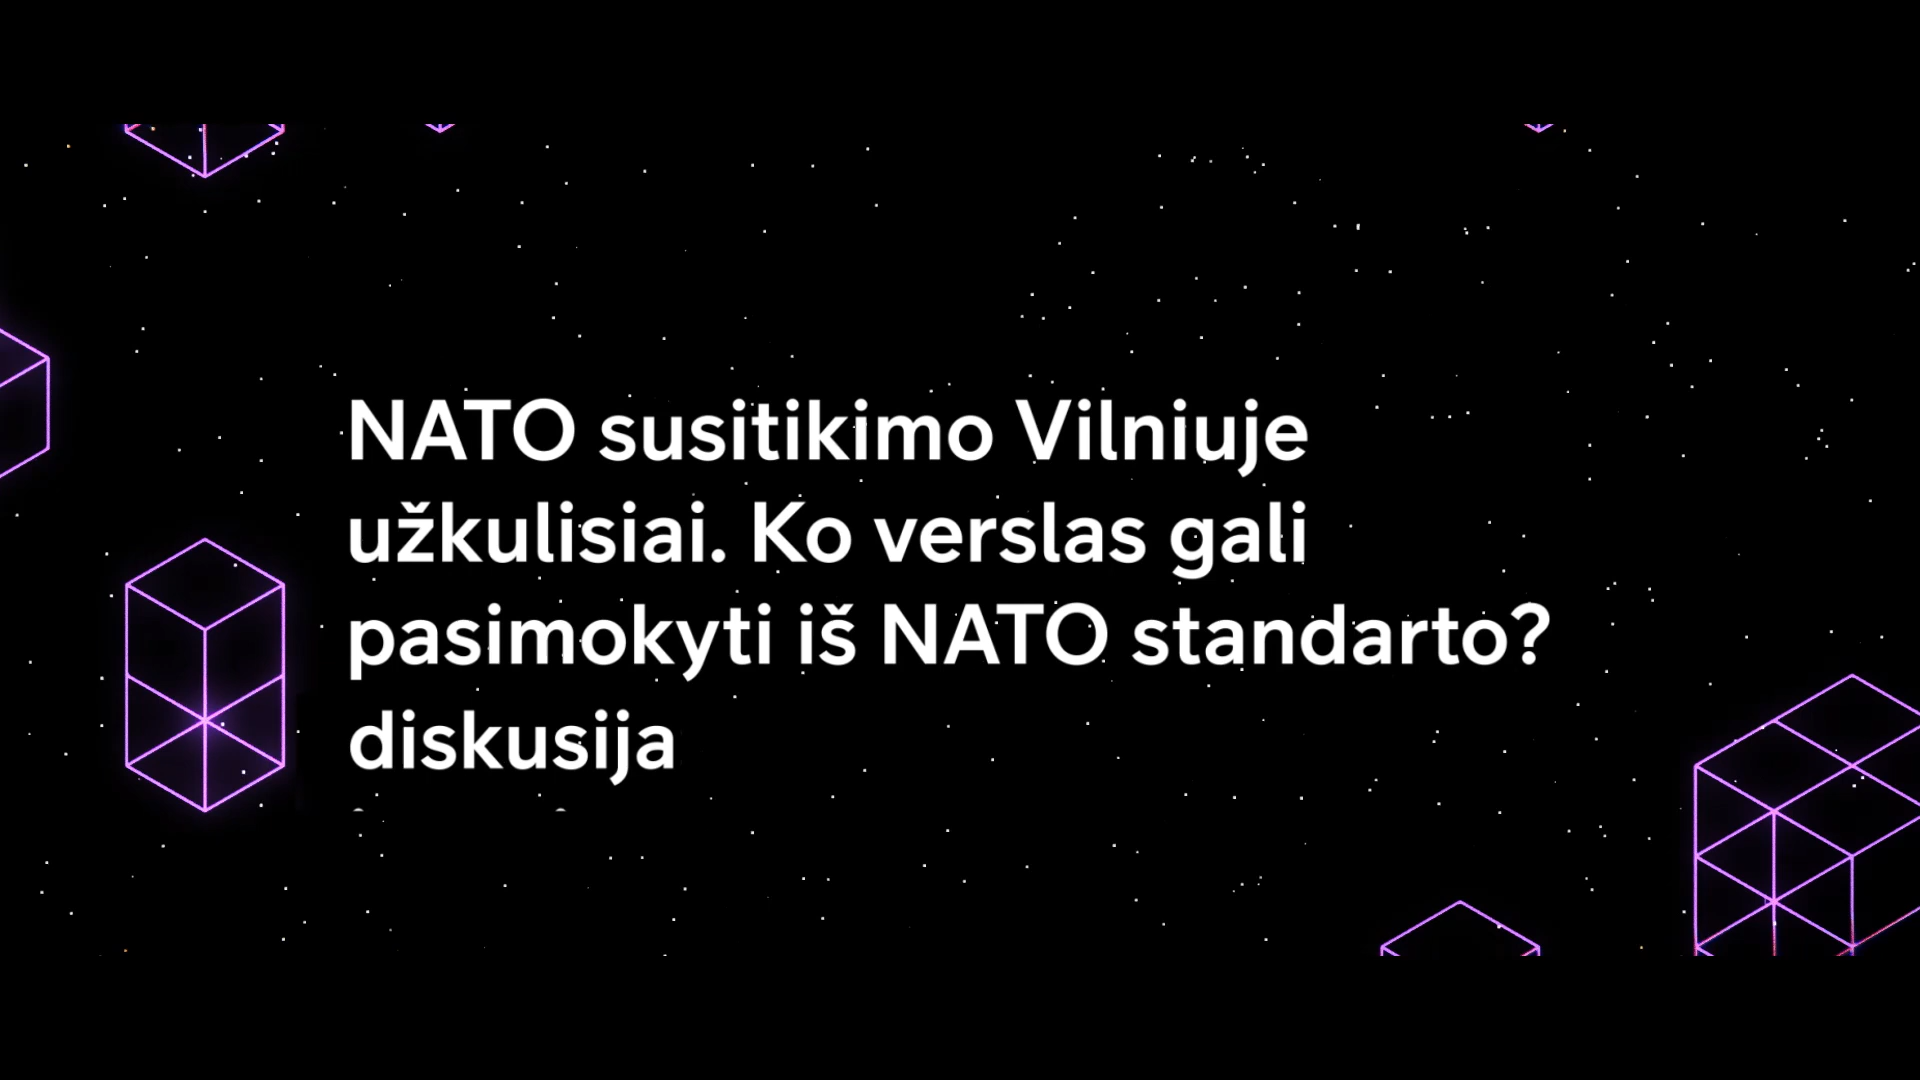 NATO susitikimo Vilniuje
užkulisiai. Ko verslas gali
pasimokyti iš NATO standarto?
diskusija